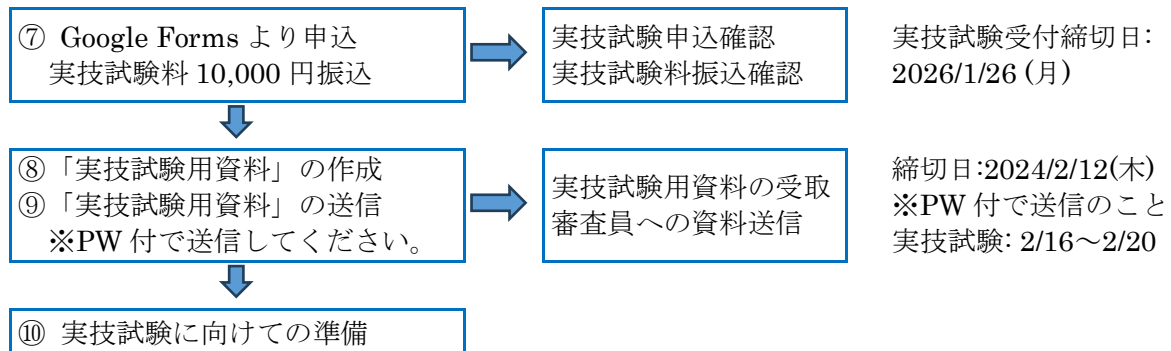 ⑦ Google Forms より申込
実技試験料 10,000 円振込
実技試験申込確認
実技試験料振込確認
実技試験受付締切日:
2026/1/26 (月)
⑧「実技試験用資料」の作成
⑨「実技試験用資料」の送信
※PW 付で送信してください。
実技試験用資料の受取
審査員への資料送信
締切日:2024/2/12(木)
※PW 付で送信のこと
実技試験: 2/16～2/20
⑩ 実技試験に向けての準備